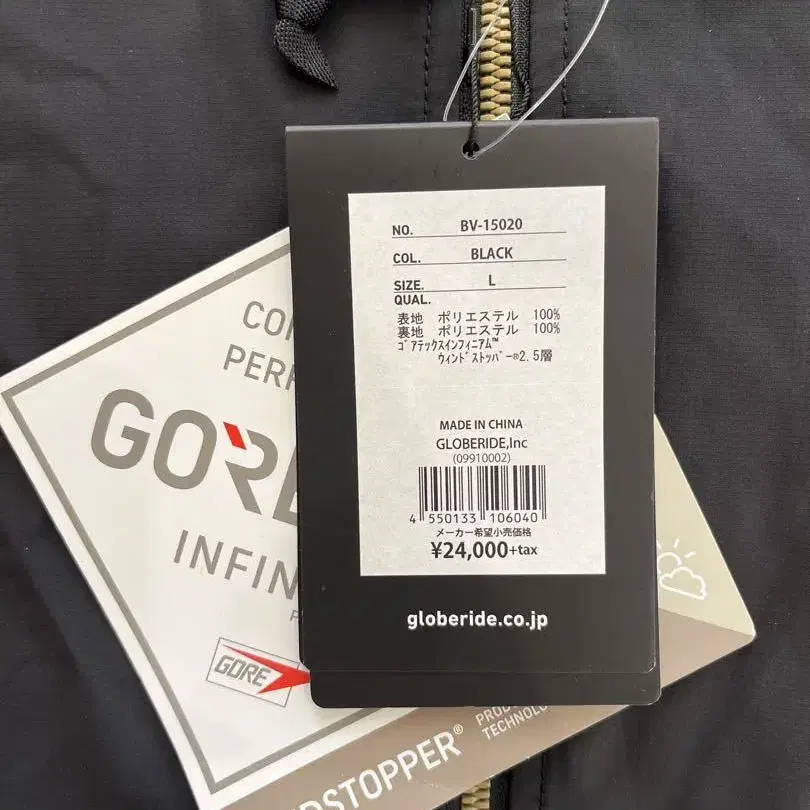 NO. BV-15020
COL. BLACK
SIZE. L
QUAL.
表地 ポリエステル 100%
裏地 ポリエステル 100%
ゴアテックスインフィニアム™
ウィンドストッパー®2.5層
MADE IN CHINA
GLOBERIDE,Inc
(09910002)
4 550133 106040
メーカー希望小売価格
¥24,000+tax
globeride.co.jp
CO
PERF
GORE
INFIN
P
GORE
DSTOPPER®
PROD
TECHNOLO